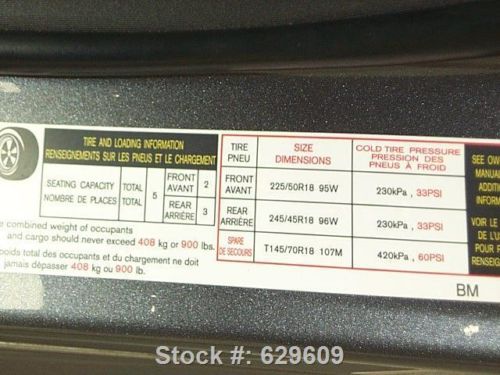 TIRE AND LOADING INFORMATION
RENSEIGNEMENTS SUR LES PNEUS ET LE CHARGEMENT
SEATING CAPACITY
NOMBRE DE PLACES
TOTAL
TOTAL
5
FRONT
AVANT
2
REAR
ARRIÈRE
3
combined weight of occupants
and cargo should never exceed 408 kg or 900 lbs.
poids total des occupants et du chargement ne doit
jamais dépasser 408 kg ou 900 lb.
TIRE
PNEU
SIZE
DIMENSIONS
COLD TIRE PRESSURE
PRESSION DES
PNEUS À FROID
FRONT
AVANT
225/50R18 95W
230kPa , 33PSI
REAR
ARRIÈRE
245/45R18 96W
230kPa , 33PSI
SPARE
DE SECOURS
T145/70R18 107M
420kPa , 60PSI
SEE OW
MANUA
ADDITIO
INFORMA
VOIR LE
DE L'US
POUR P
RENSEIGN
BM
Stock #: 629609